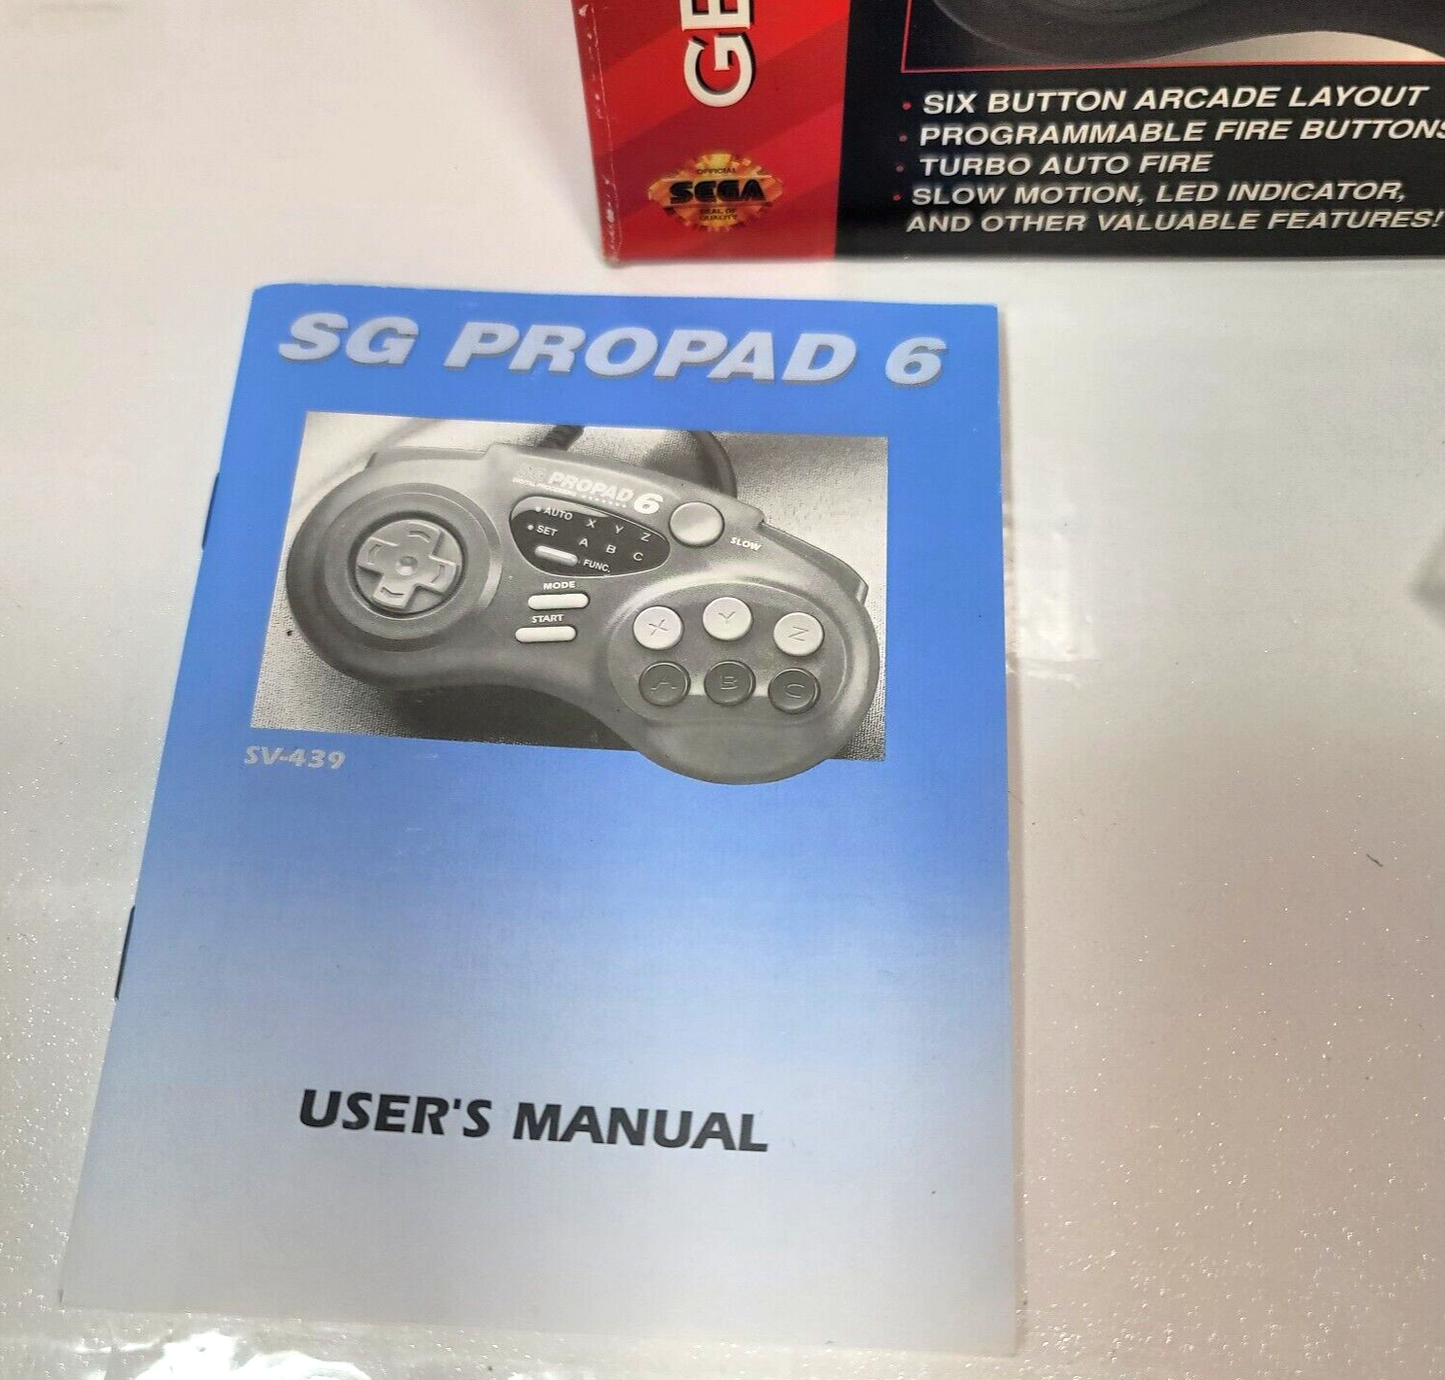 GE
OFFICIAL
SEGA
SEAL OF
QUALITY
• SIX BUTTON ARCADE LAYOUT
• PROGRAMMABLE FIRE BUTTONS
• TURBO AUTO FIRE
• SLOW MOTION, LED INDICATOR,
AND OTHER VALUABLE FEATURES!
SG PROPAD 6
SG PROPAD 6
AUTO X Y Z
SET A B C
FUNC.
SLOW
MODE
START
X Y Z
A B C
SV-439
USER'S MANUAL